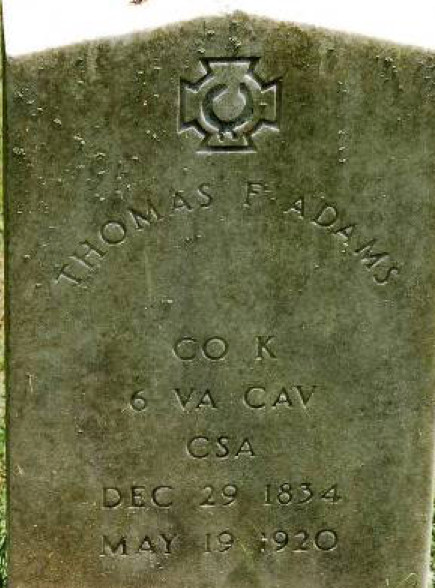 THOMAS F ADAMS
CO K
6 VA CAV
CSA
DEC 29 1834
MAY 19 1920